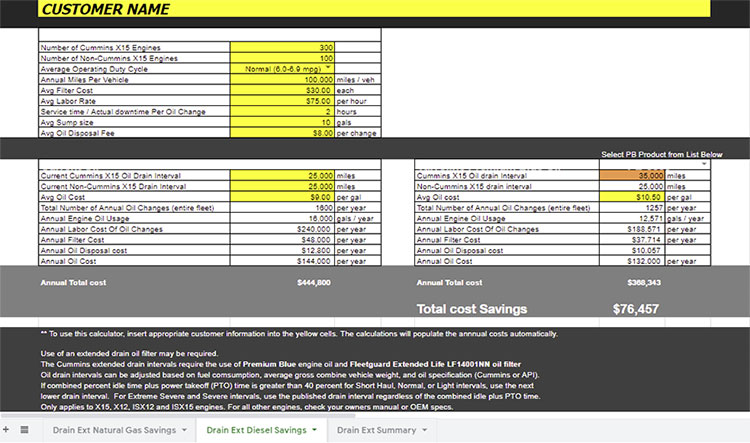 CUSTOMER NAME
Number of Cummins X15 Engines 300
Number of Non-Cummins X15 Engines 100
Average Operating Duty Cycle Normal (6.0-6.9 mpg)
Annual Miles Per Vehicle 100,000 miles / veh
Avg Filter Cost $30.00 each
Avg Labor Rate $75.00 per hour
Service time / Actual downtime Per Oil Change 2 hours
Avg Sump size 10 gals
Avg Oil Disposal Fee $8.00 per change
Select PB Product from List Below
Current Cummins X15 Oil Drain Interval 25,000 miles
Cummins X15 Oil drain Interval 35,000 miles
Current Non-Cummins X15 Drain Interval 25,000 miles
Non-Cummins X15 drain interval 25,000 miles
Avg Oil Cost $9.00 per gal
Avg Oil cost $10.50 per gal
Total Number of Annual Oil Changes (entire fleet) 1600 per year
Total Number of Annual Oil Changes (entire fleet) 1257 per year
Annual Engine Oil Usage 16,000 gals / year
Annual Engine Oil Usage 12,571 gals / year
Annual Labor Cost Of Oil Changes $240,000 per year
Annual Labor Cost Of Oil Changes $188,571 per year
Annual Filter Cost $48,000 per year
Annual Filter Cost $37,714 per year
Annual Oil Disposal cost $12,800 per year
Annual Oil Disposal cost $10,057
Annual Oil Cost $144,000 per year
Annual Oil Cost $132,000 per year
Annual Total cost $444,800
Annual Total cost $368,343
Total cost Savings $76,457
** To use this calculator, insert appropriate customer information into the yellow cells. The calculations will populate the annnual costs automatically.
Use of an extended drain oil filter may be required.
The Cummins extended drain intervals require the use of Premium Blue engine oil and Fleetguard Extended Life LF14001NN oil filter
Oil drain intervals can be adjusted based on fuel comsumption, average gross combine vehicle weight, and oil specification (Cummins or API).
If combined percent idle time plus power takeoff (PTO) time is greater than 40 percent for Short Haul, Normal, or Light intervals, use the next
lower drain interval. For Extreme Severe and Severe intervals, use the published drain interval regardless of the combined idle plus PTO time.
Only applies to X15, X12, ISX12 and ISX15 engines. For all other engines, check your owners manual or OEM specs.
Drain Ext Natural Gas Savings Drain Ext Diesel Savings Drain Ext Summary